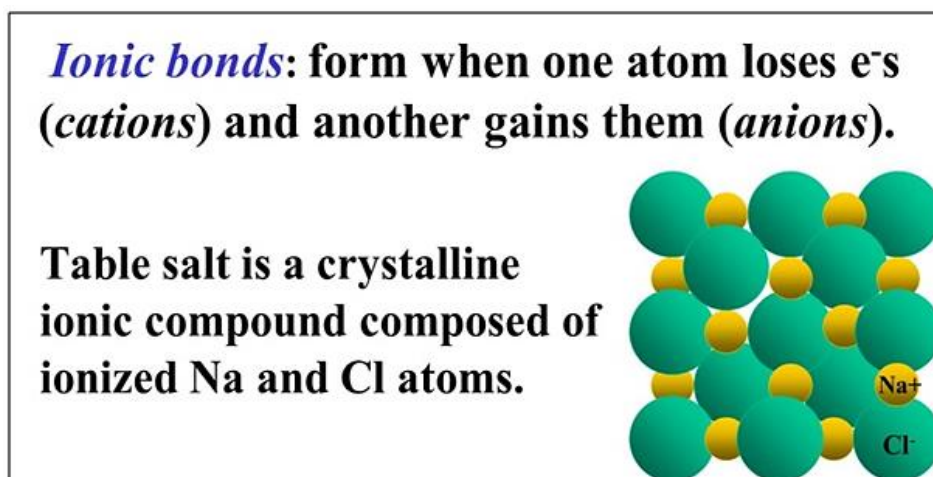 Ionic bonds: form when one atom loses e⁻s
(cations) and another gains them (anions).
Table salt is a crystalline
ionic compound composed of
ionized Na and Cl atoms.
Na+
Cl⁻